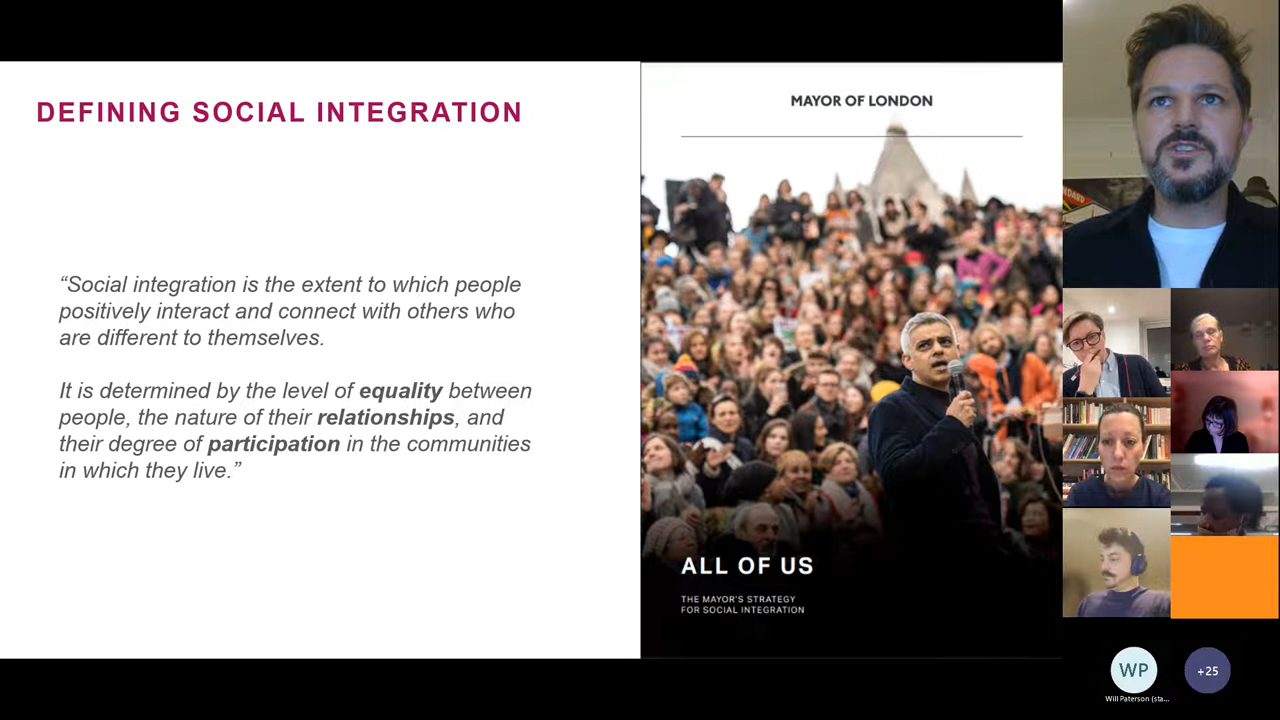 DEFINING SOCIAL INTEGRATION
“Social integration is the extent to which people
positively interact and connect with others who
are different to themselves.
It is determined by the level of equality between
people, the nature of their relationships, and
their degree of participation in the communities
in which they live.”
MAYOR OF LONDON
ALL OF US
THE MAYOR'S STRATEGY
FOR SOCIAL INTEGRATION
WP
Will Paterson (sta...
+25